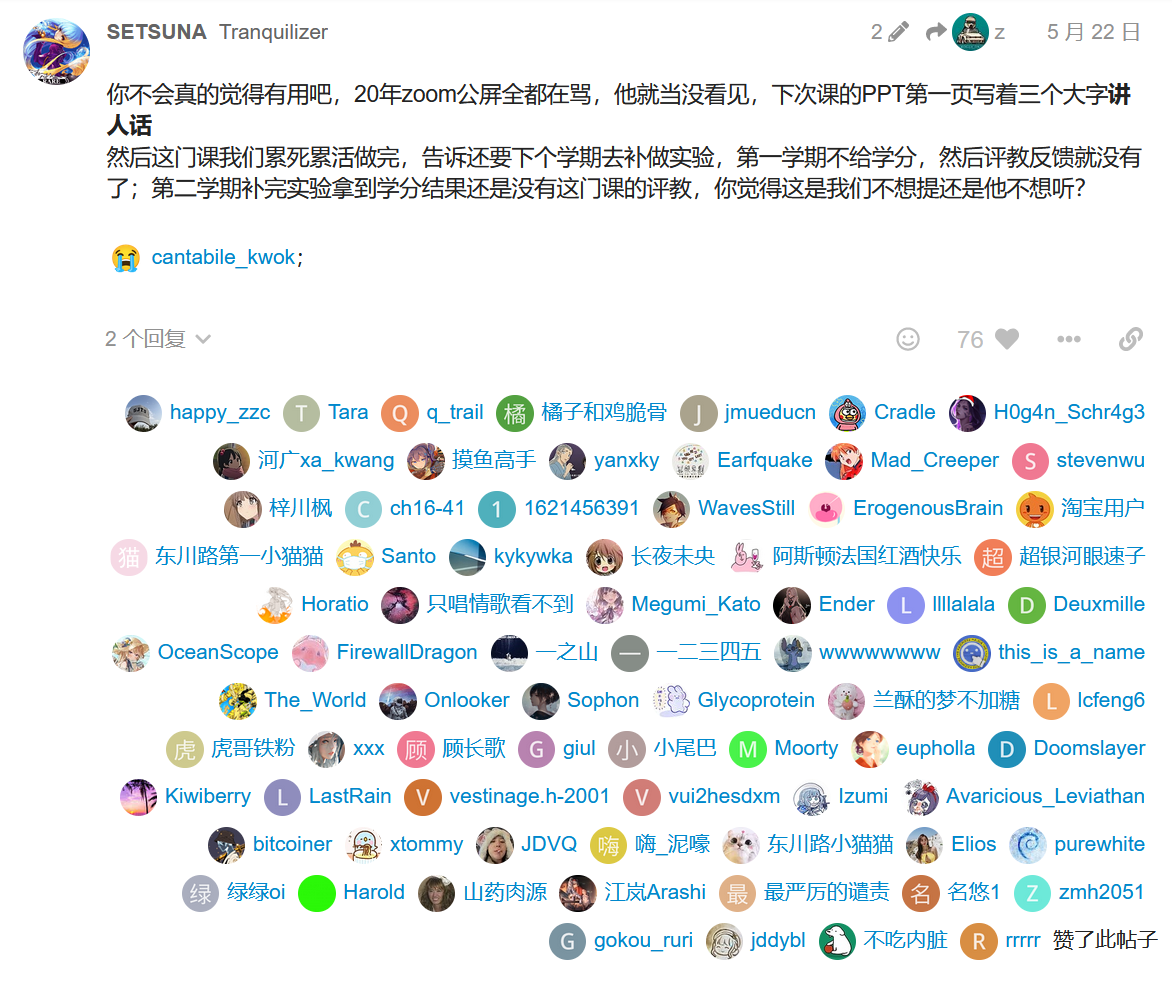 SETSUNA Tranquilizer 2 z 5 月 22 日
你不会真的觉得有用吧，20年zoom公屏全都在骂，他就当没看见，下次课的PPT第一页写着三个大字讲
人话
然后这门课我们累死累活做完，告诉还要下个学期去补做实验，第一学期不给学分，然后评教反馈就没有
了；第二学期补完实验拿到学分结果还是没有这门课的评教，你觉得这是我们不想提还是他不想听？
cantabile_kwok；
2 个回复 76
happy_zzc T Tara Q q_trail 橘 橘子和鸡脆骨 J jmueducn Cradle H0g4n_Schr4g3
河广xa_kwang 摸鱼高手 yanxky Earfquake Mad_Creeper S stevenwu
梓川枫 C ch16-41 1 1621456391 WavesStill ErogenousBrain 淘宝用户
猫 东川路第一小猫猫 Santo kykywka 长夜未央 阿斯顿法国红酒快乐 超 超银河眼速子
Horatio 只唱情歌看不到 Megumi_Kato Ender L llllalala D Deuxmille
OceanScope FirewallDragon 一之山 一 一二三四五 wwwwwwww this_is_a_name
The_World Onlooker Sophon Glycoprotein 兰酥的梦不加糖 L lcfeng6
虎 虎哥铁粉 xxx 顾 顾长歌 G giul 小 小尾巴 M Moorty eupholla D Doomslayer
Kiwiberry L LastRain V vestinage.h-2001 V vui2hesdxm Izumi Avaricious_Leviathan
bitcoiner xtommy JDVQ 嗨 嗨_泥嚎 东川路小猫猫 Elios purewhite
绿 绿绿oi Harold 山药肉源 江岚Arashi 最 最严厉的谴责 名 名悠1 Z zmh2051
G gokou_ruri jddybl 不吃内脏 R rrrrr 赞了此帖子